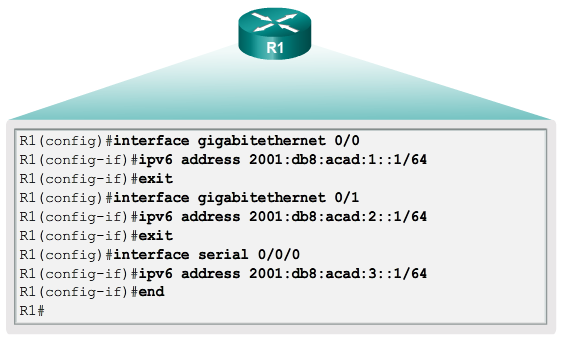 R1
R1(config)#interface gigabitethernet 0/0
R1(config-if)#ipv6 address 2001:db8:acad:1::1/64
R1(config-if)#exit
R1(config)#interface gigabitethernet 0/1
R1(config-if)#ipv6 address 2001:db8:acad:2::1/64
R1(config-if)#exit
R1(config)#interface serial 0/0/0
R1(config-if)#ipv6 address 2001:db8:acad:3::1/64
R1(config-if)#end
R1#